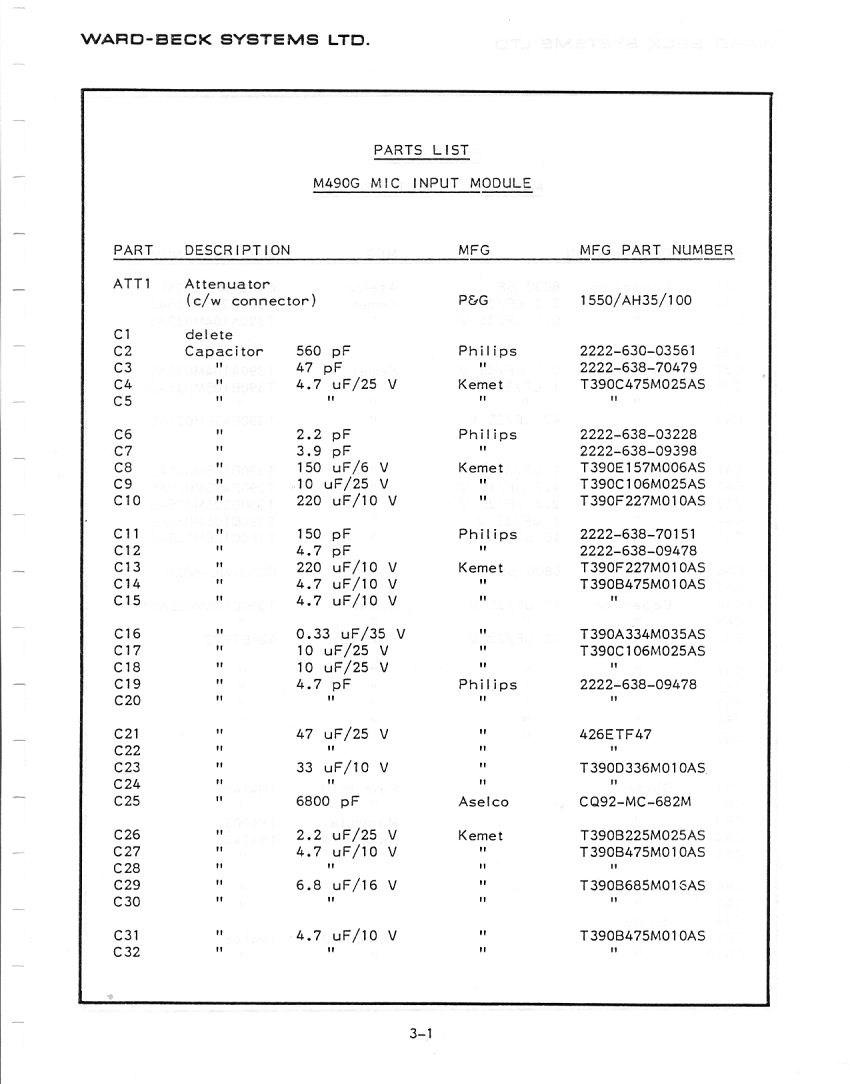 WARD-BECK SYSTEMS LTD.
PARTS LIST
M490G MIC INPUT MODULE
PART DESCRIPTION MFG MFG PART NUMBER
ATT1 Attenuator
(c/w connector) P&G 1550/AH35/100
C1 delete
C2 Capacitor 560 pF Philips 2222-630-03561
C3 " 47 pF " 2222-638-70479
C4 " 4.7 uF/25 V Kemet T390C475M025AS
C5 " " " "
C6 " 2.2 pF Philips 2222-638-03228
C7 " 3.9 pF " 2222-638-09398
C8 " 150 uF/6 V Kemet T390E157M006AS
C9 " 10 uF/25 V " T390C106M025AS
C10 " 220 uF/10 V " T390F227M010AS
C11 " 150 pF Philips 2222-638-70151
C12 " 4.7 pF " 2222-638-09478
C13 " 220 uF/10 V Kemet T390F227M010AS
C14 " 4.7 uF/10 V " T390B475M010AS
C15 " 4.7 uF/10 V " "
C16 " 0.33 uF/35 V " T390A334M035AS
C17 " 10 uF/25 V " T390C106M025AS
C18 " 10 uF/25 V " "
C19 " 4.7 pF Philips 2222-638-09478
C20 " " " "
C21 " 47 uF/25 V " 426ETF47
C22 " " " "
C23 " 33 uF/10 V " T390D336M010AS
C24 " " " "
C25 " 6800 pF Aselco CQ92-MC-682M
C26 " 2.2 uF/25 V Kemet T390B225M025AS
C27 " 4.7 uF/10 V " T390B475M010AS
C28 " " " "
C29 " 6.8 uF/16 V " T390B685M016AS
C30 " " " "
C31 " 4.7 uF/10 V " T390B475M010AS
C32 " " " "
3-1